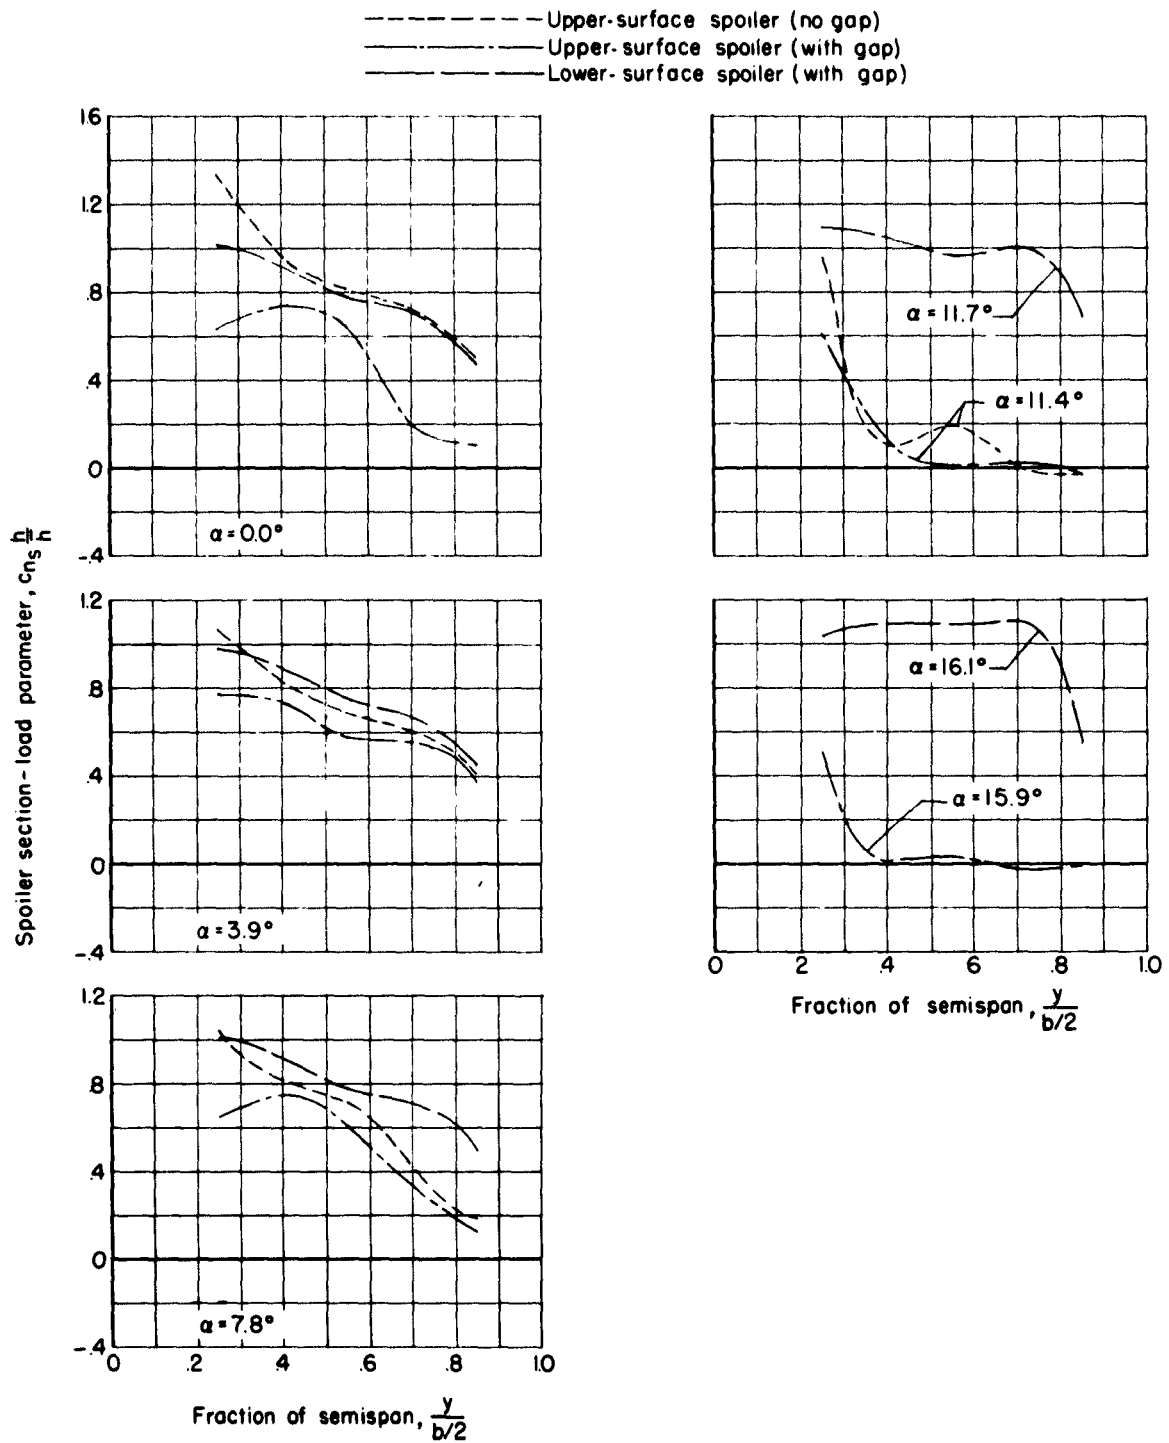 Upper-surface spoiler (no gap)
Upper-surface spoiler (with gap)
Lower-surface spoiler (with gap)
Spoiler section-load parameter, cns h/h
1.6
1.2
.8
.4
0
-.4
α=0.0°
1.2
.8
.4
0
-.4
α=3.9°
1.2
.8
.4
0
-.4
α=7.8°
0 .2 .4 .6 .8 1.0
Fraction of semispan, y
b/2
α=11.7°
α=11.4°
α=16.1°
α=15.9°
0 .2 .4 .6 .8 1.0
Fraction of semispan, y
b/2